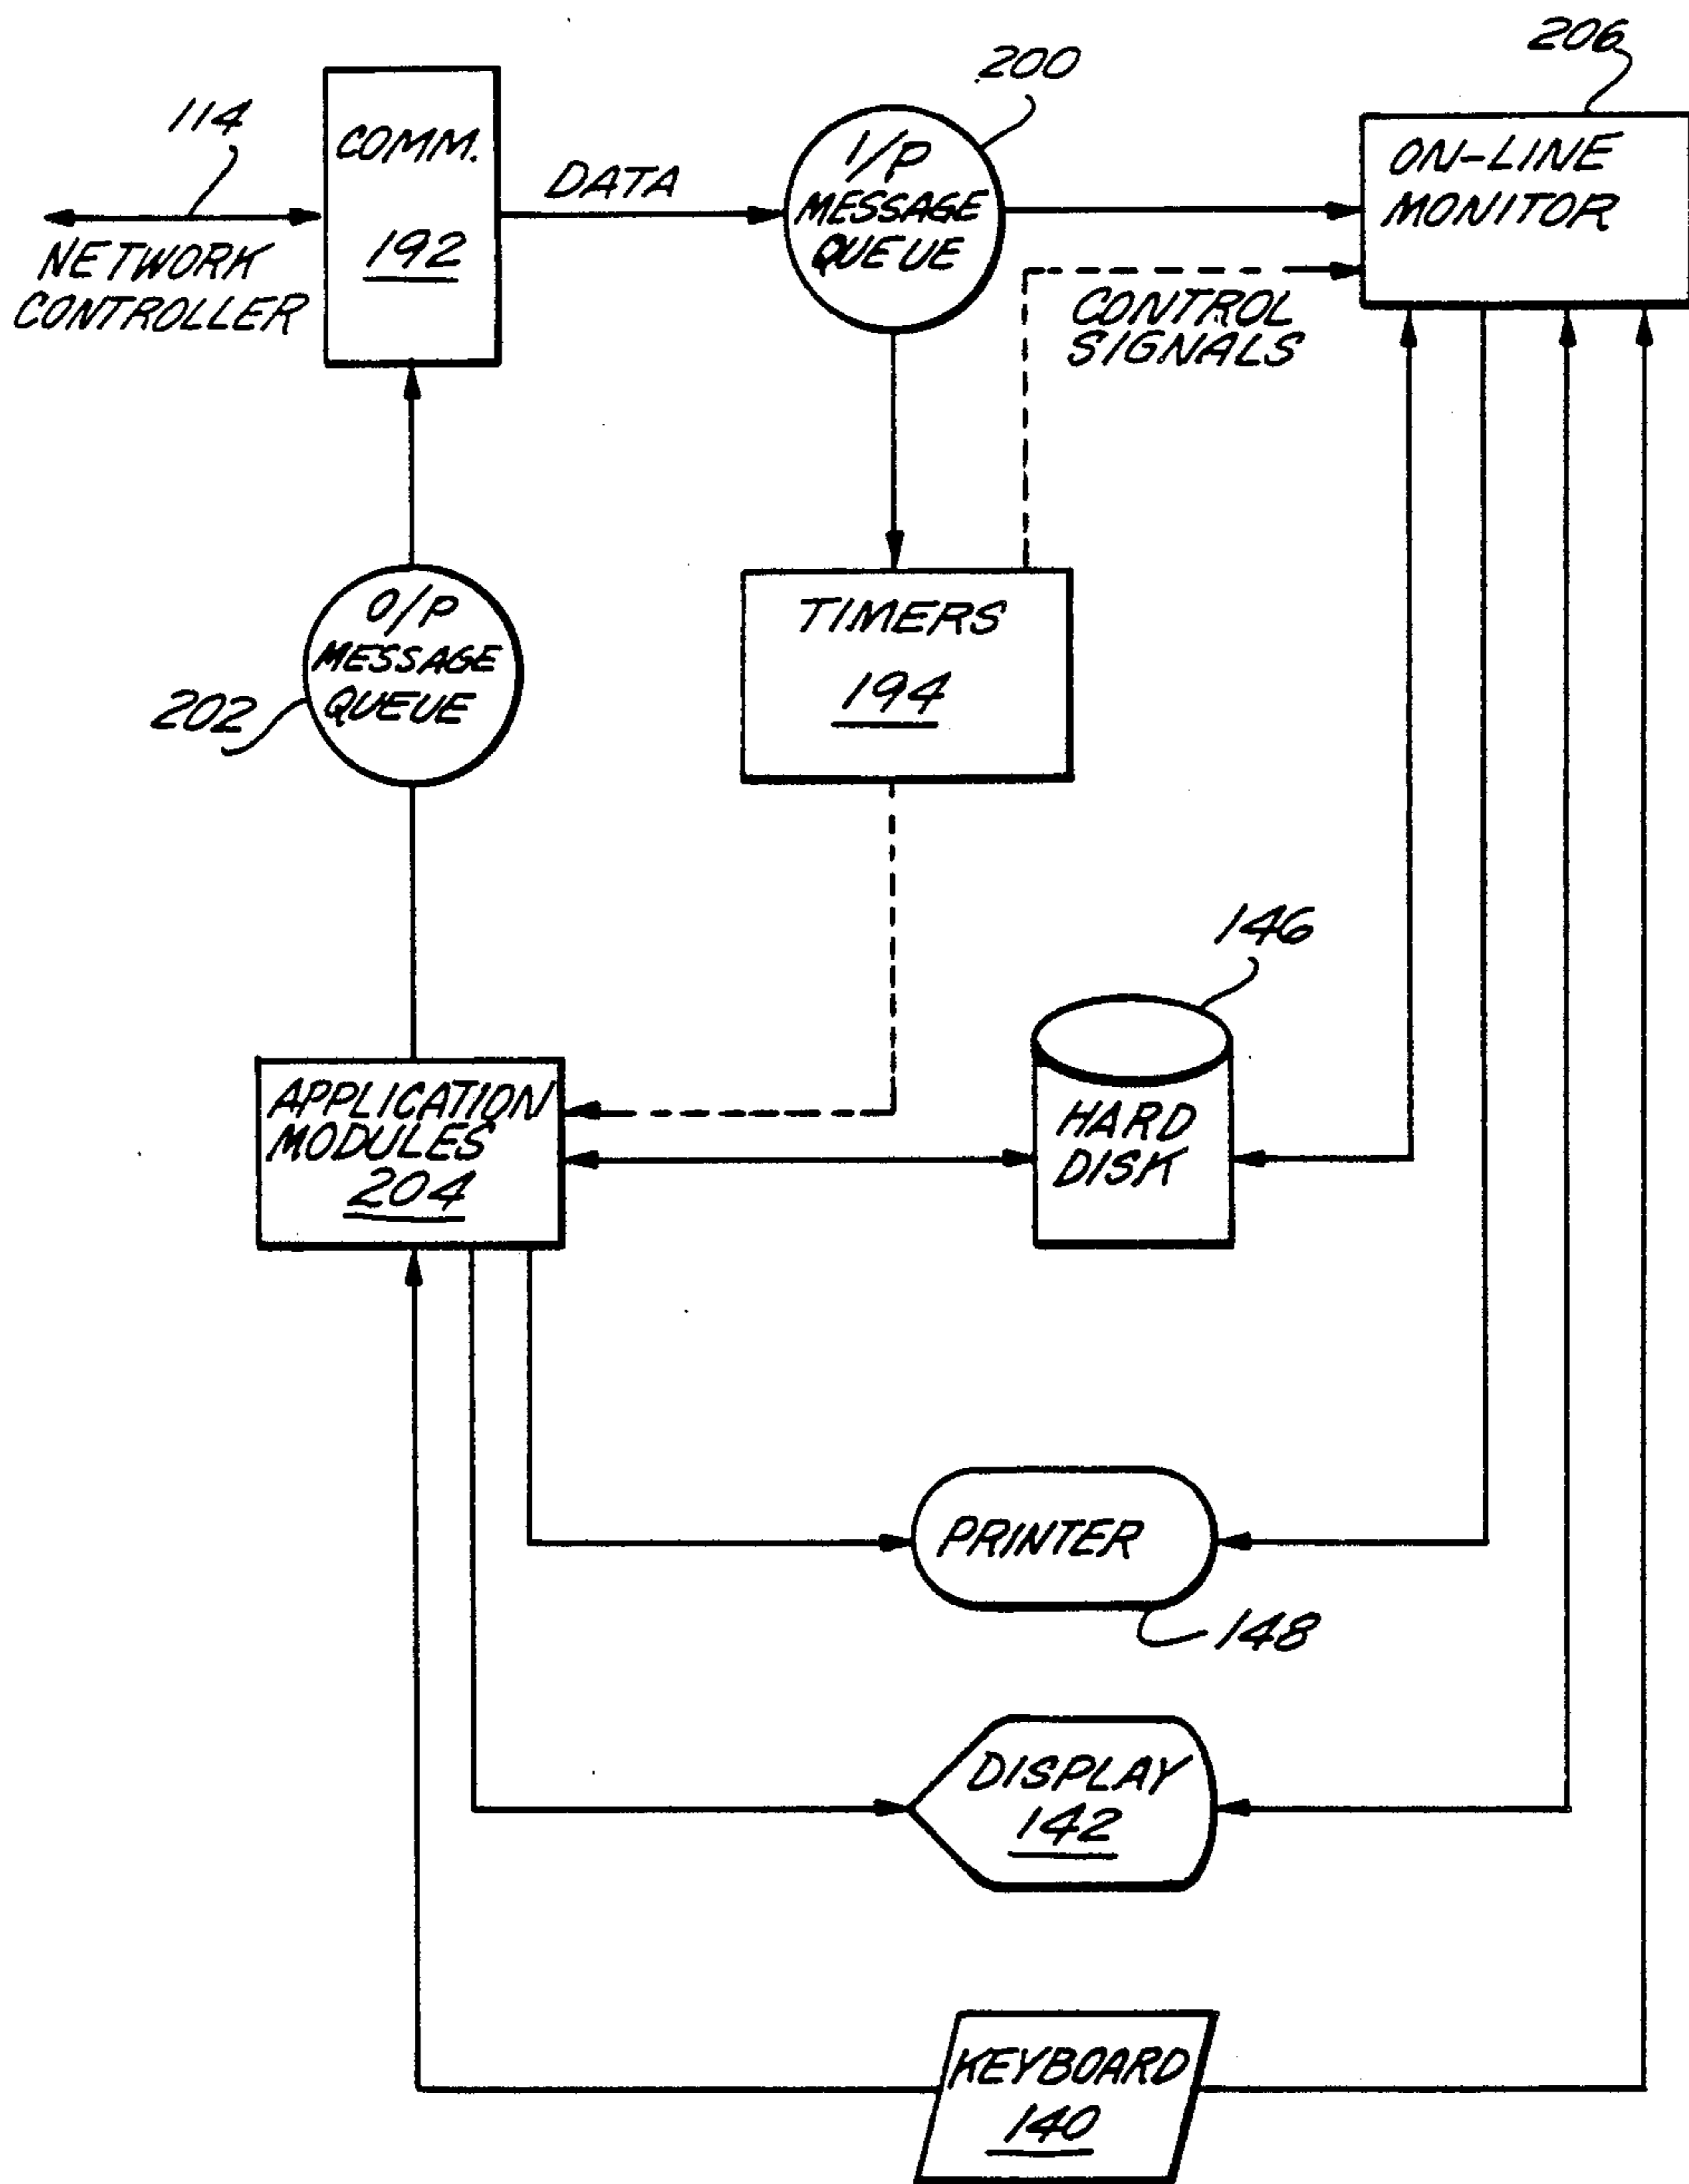 206
200
114
COMM.
192
I/P
MESSAGE
QUEUE
ON-LINE
MONITOR
DATA
NETWORK
CONTROLLER
CONTROL
SIGNALS
O/P
MESSAGE
QUEUE
202
TIMERS
194
146
APPLICATION
MODULES
204
HARD
DISK
PRINTER
148
DISPLAY
142
KEYBOARD
140